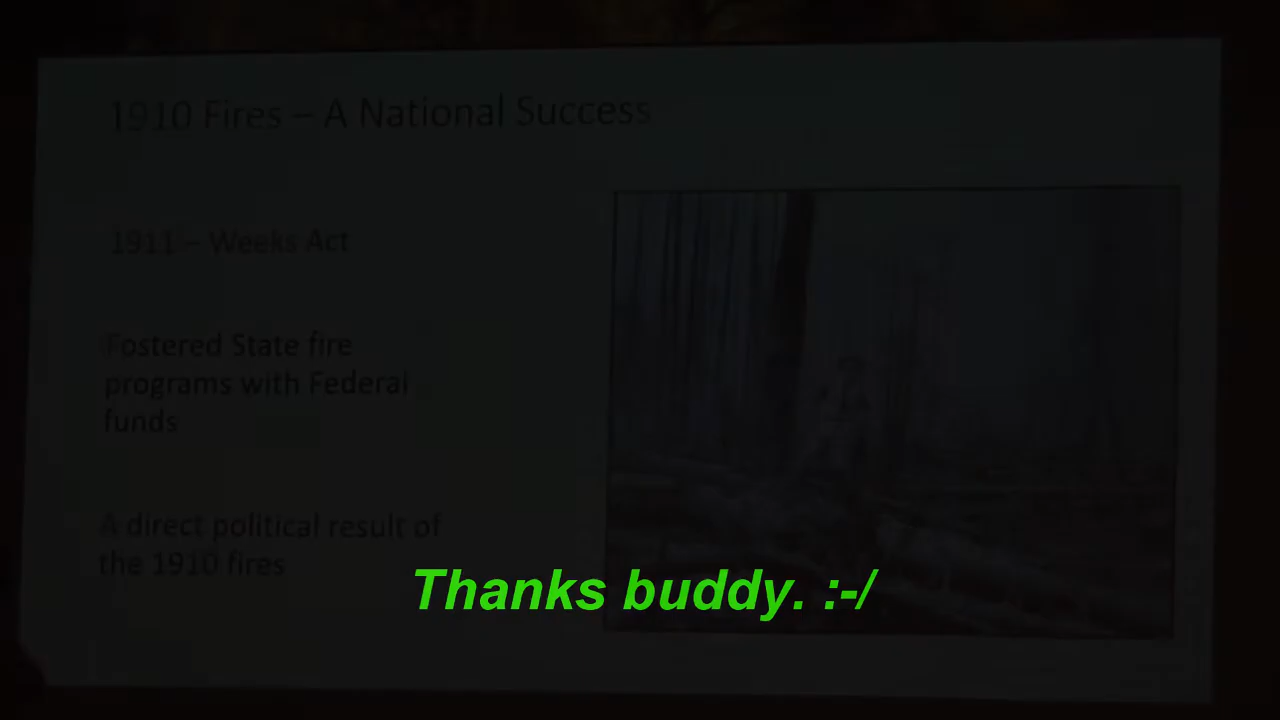 1910 Fires – A National Success
1911 – Weeks Act
Fostered State fire
programs with Federal
funds
A direct political result of
the 1910 fires
Thanks buddy. :-/